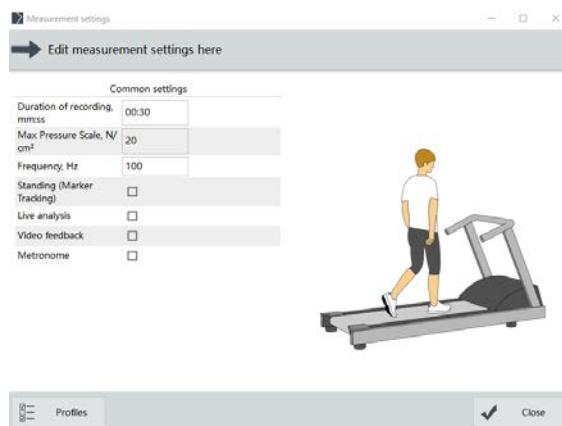 Measurement settings
Edit measurement settings here
Common settings
Duration of recording,
mm:ss
00:30
Max Pressure Scale, N/
cm²
20
Frequency, Hz
100
Standing (Marker
Tracking)
Live analysis
Video feedback
Metronome
Profiles
Close